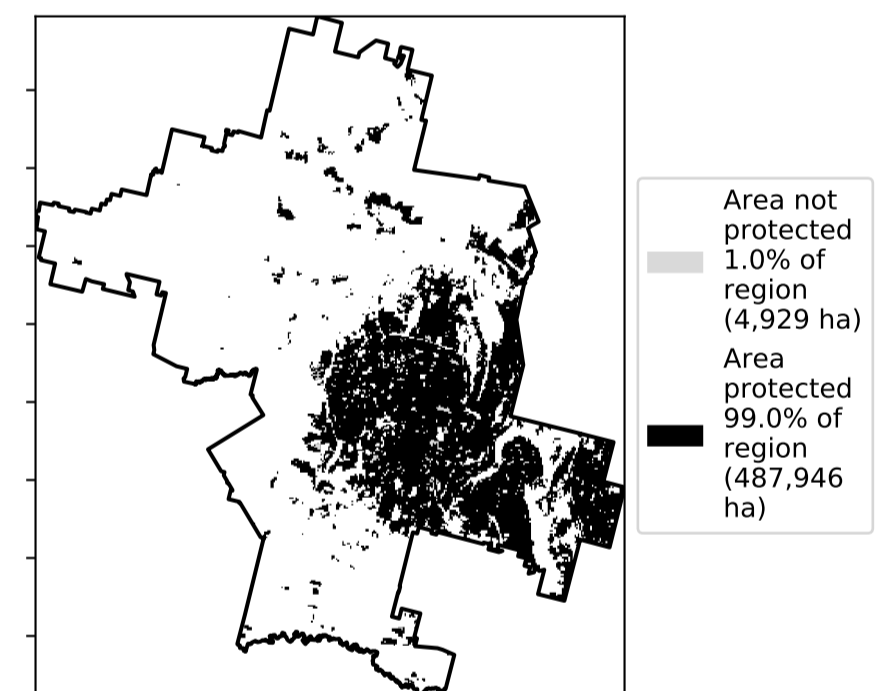 Area not
protected
1.0% of
region
(4,929 ha)
Area
protected
99.0% of
region
(487,946
ha)